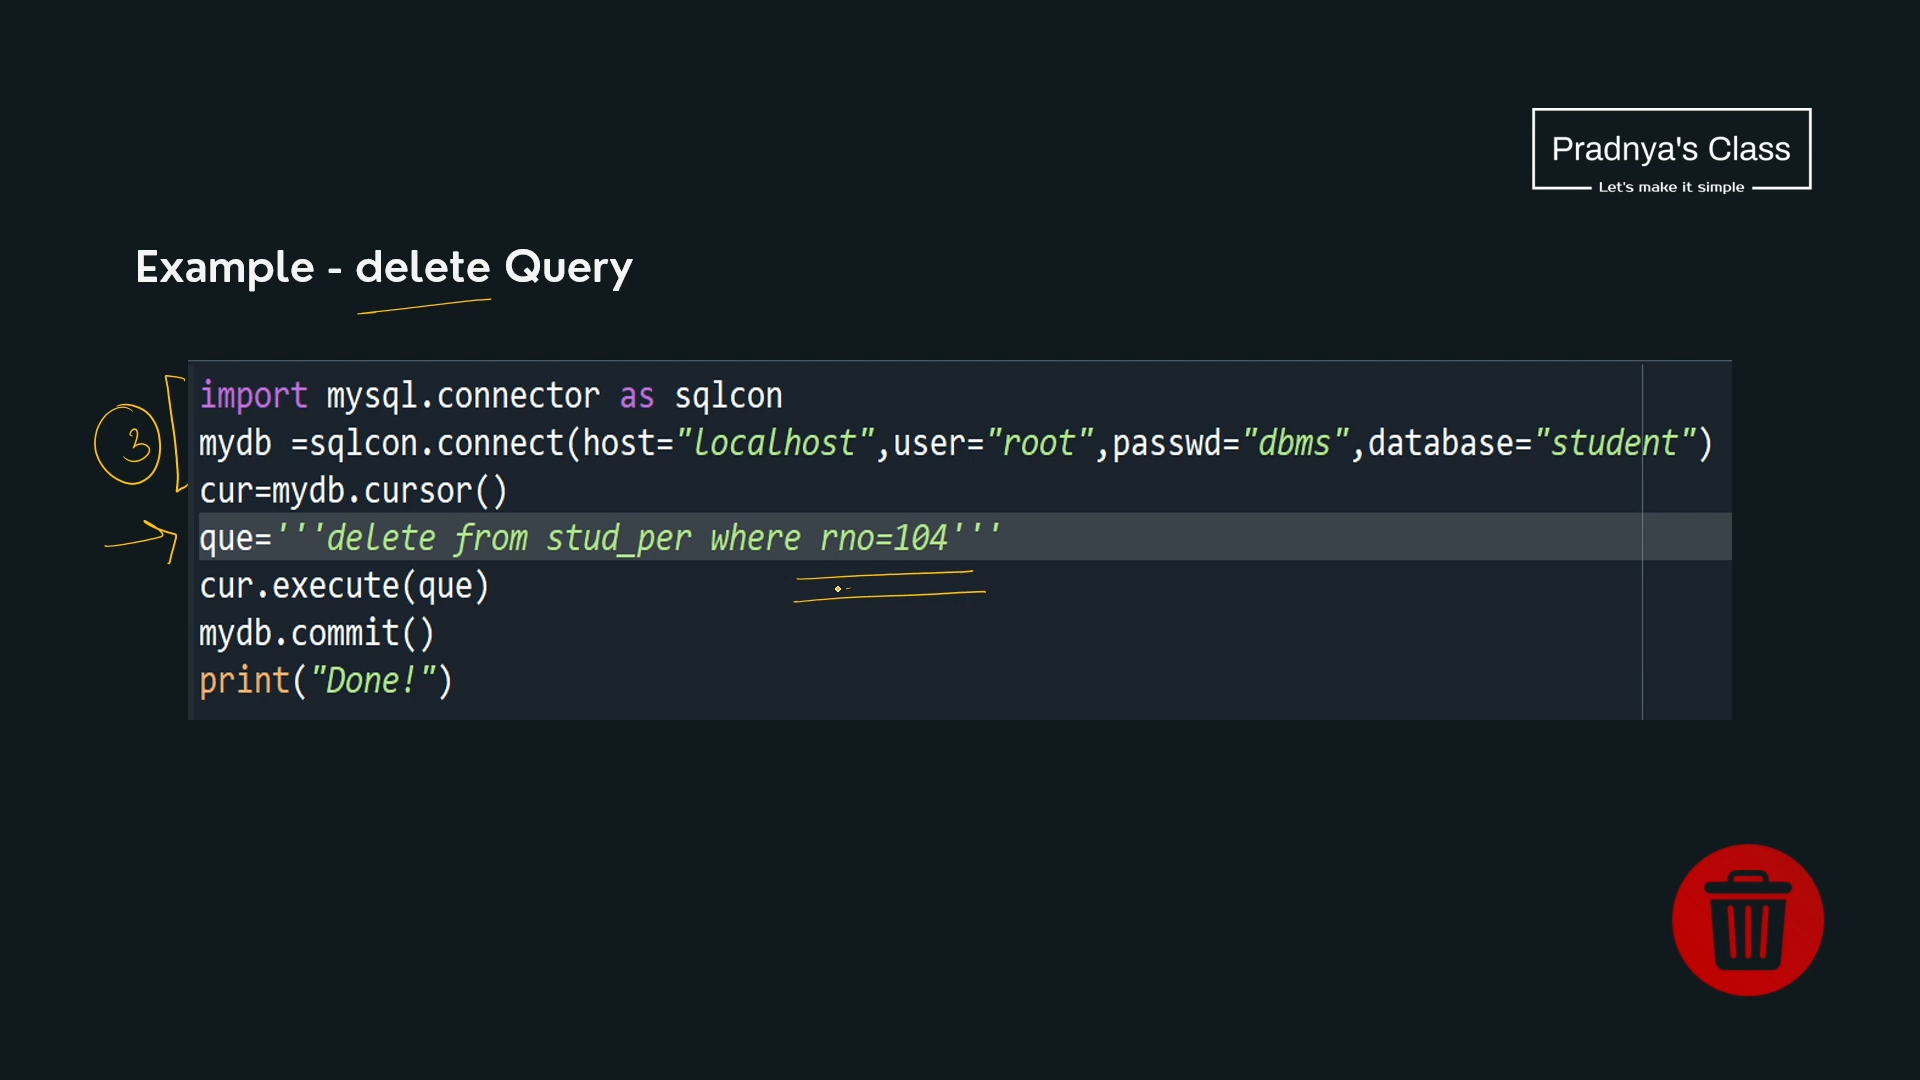 Pradnya's Class
Let's make it simple
Example - delete Query
3
import mysql.connector as sqlcon
mydb =sqlcon.connect(host="localhost",user="root",passwd="dbms",database="student")
cur=mydb.cursor()
que='''delete from stud_per where rno=104'''
cur.execute(que)
mydb.commit()
print("Done!")